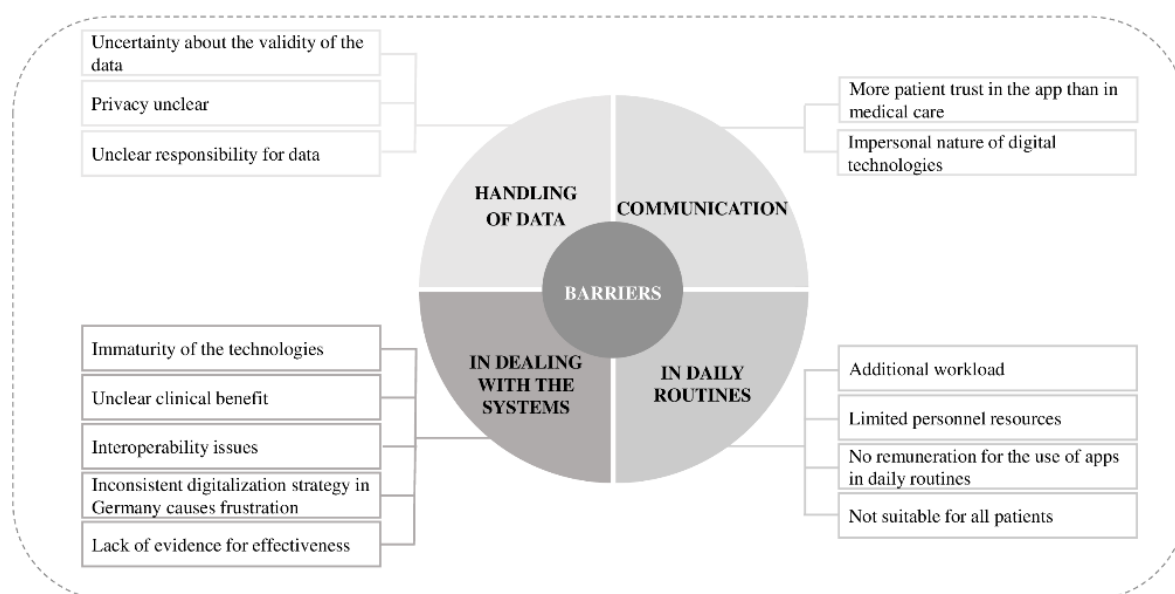 Uncertainty about the validity of the
data
Privacy unclear
Unclear responsibility for data
More patient trust in the app than in
medical care
Impersonal nature of digital
technologies
HANDLING
OF DATA
COMMUNICATION
BARRIERS
IN DEALING
WITH THE
SYSTEMS
IN DAILY
ROUTINES
Immaturity of the technologies
Unclear clinical benefit
Interoperability issues
Inconsistent digitalization strategy in
Germany causes frustration
Lack of evidence for effectiveness
Additional workload
Limited personnel resources
No remuneration for the use of apps
in daily routines
Not suitable for all patients